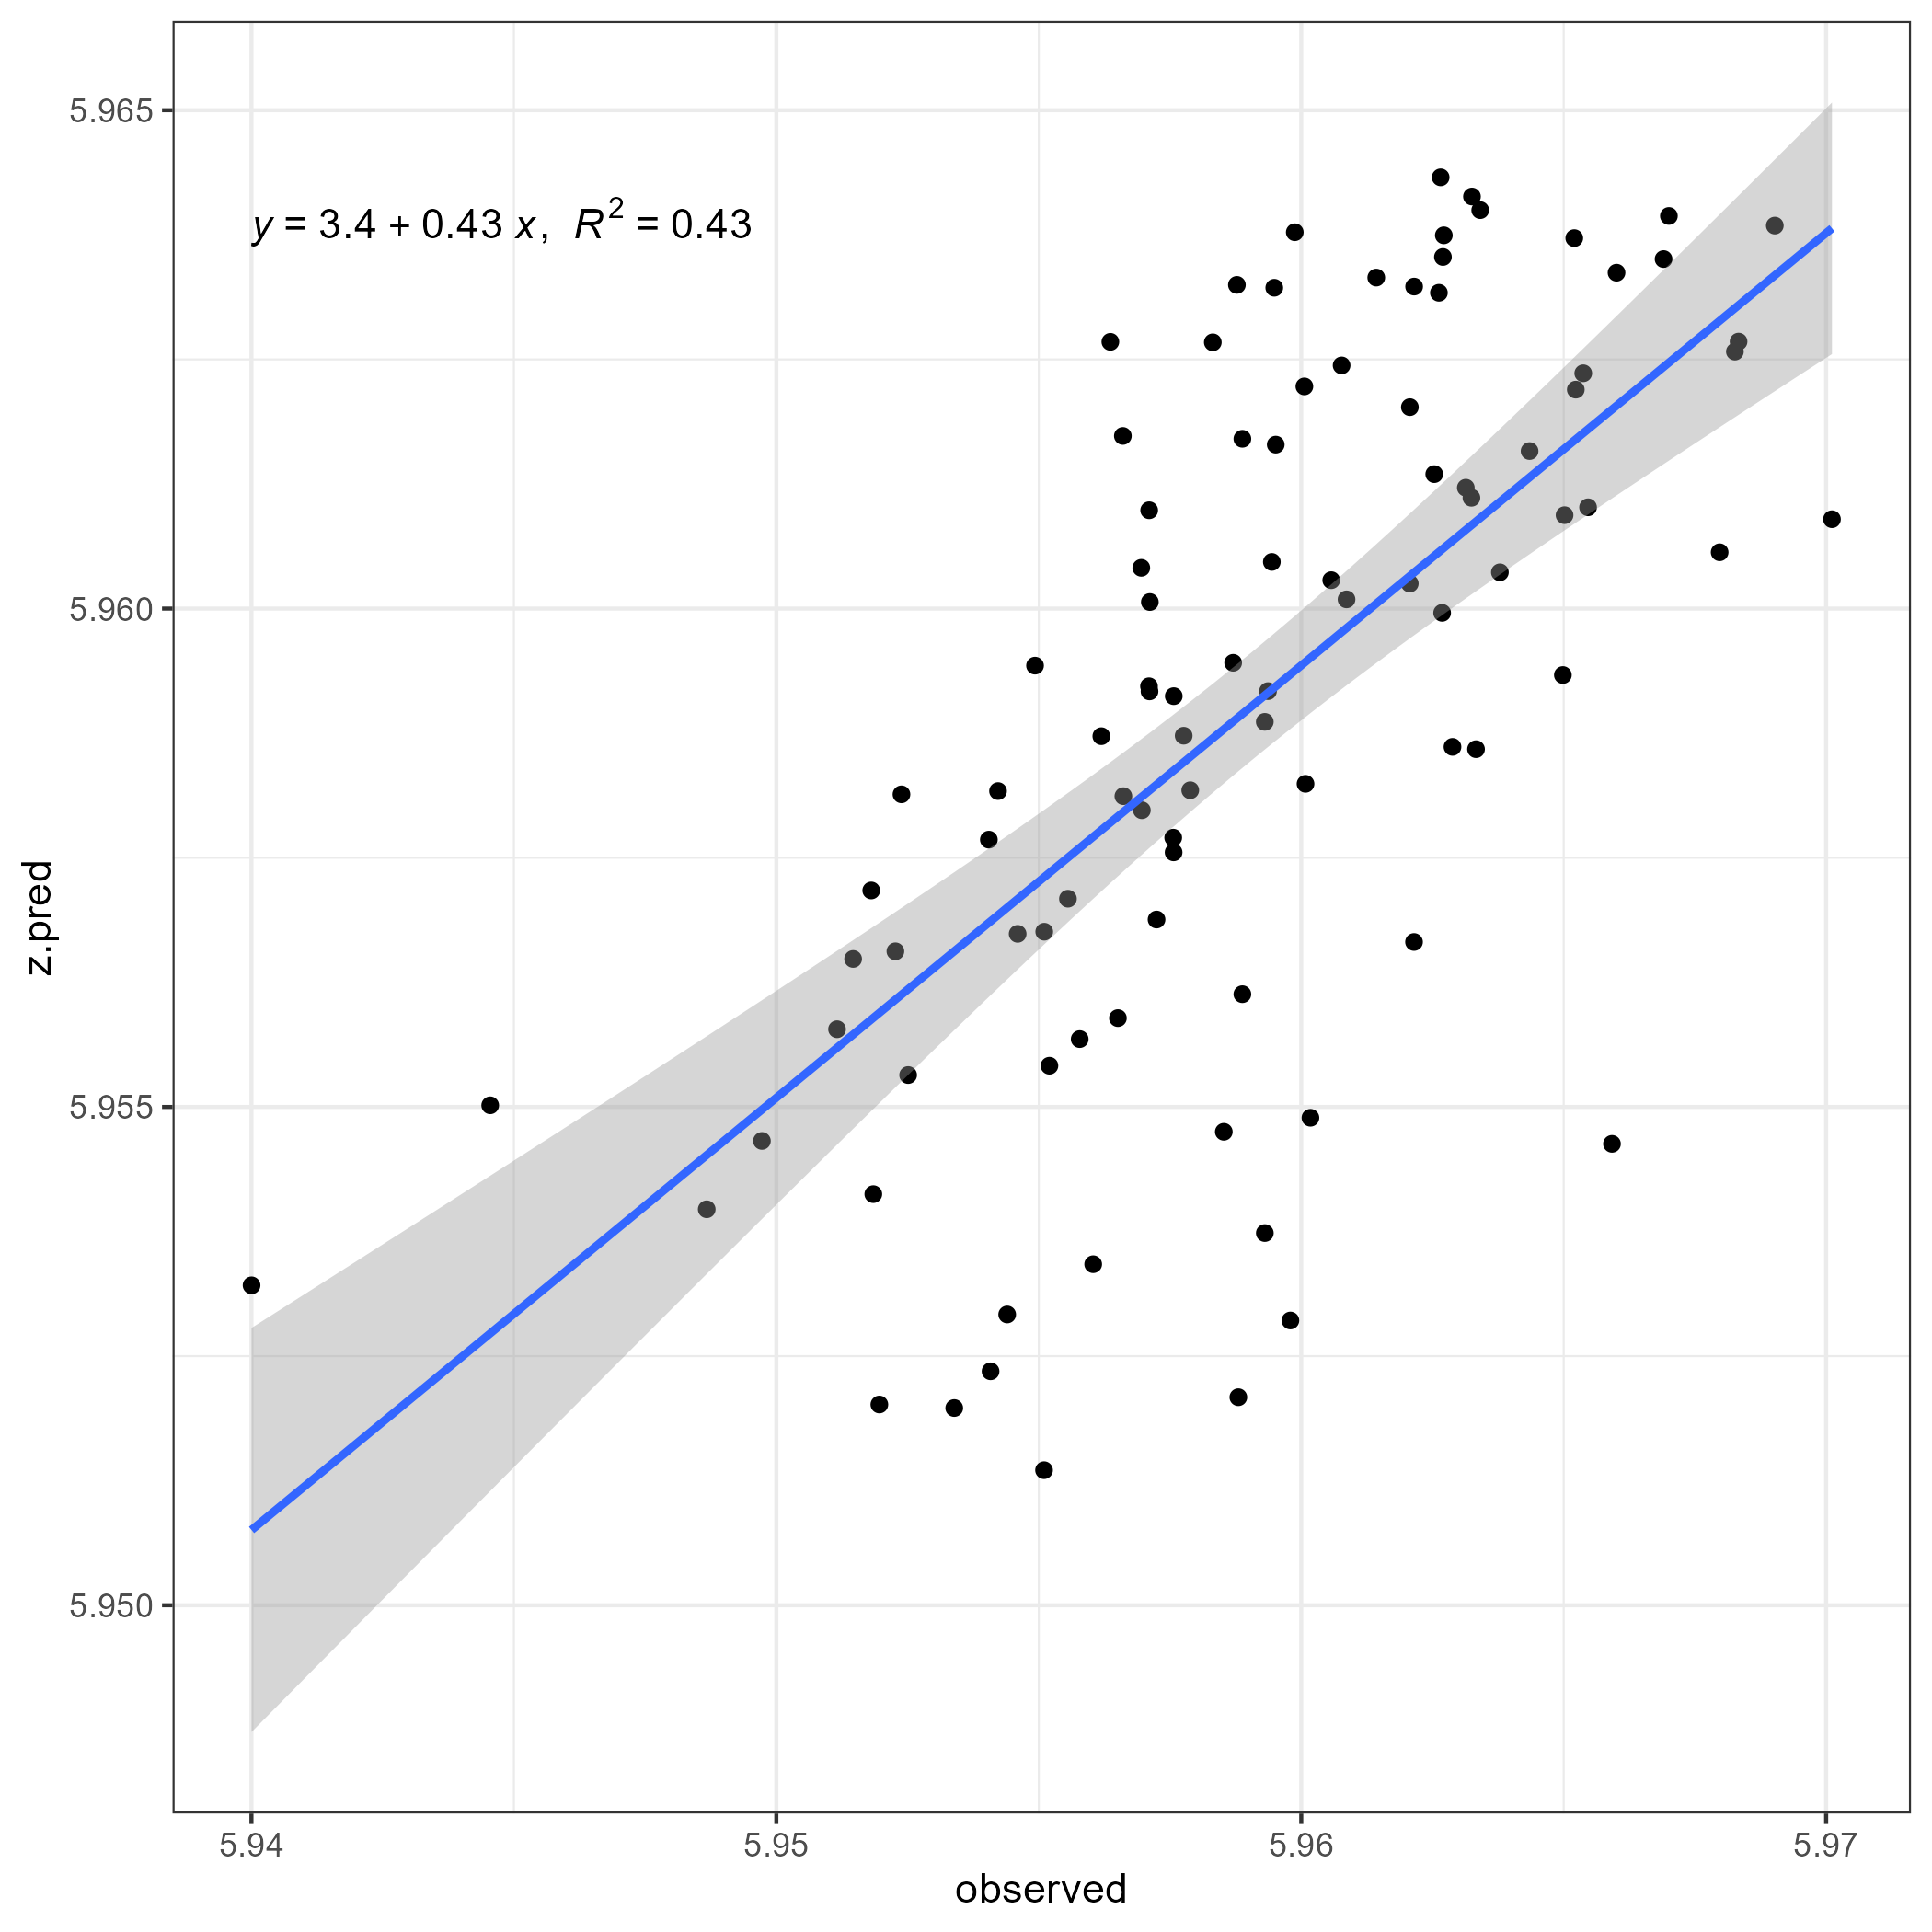 5.965
y = 3.4 + 0.43 x, R² = 0.43
5.960
z.pred
5.955
5.950
5.94 5.95 5.96 5.97
observed